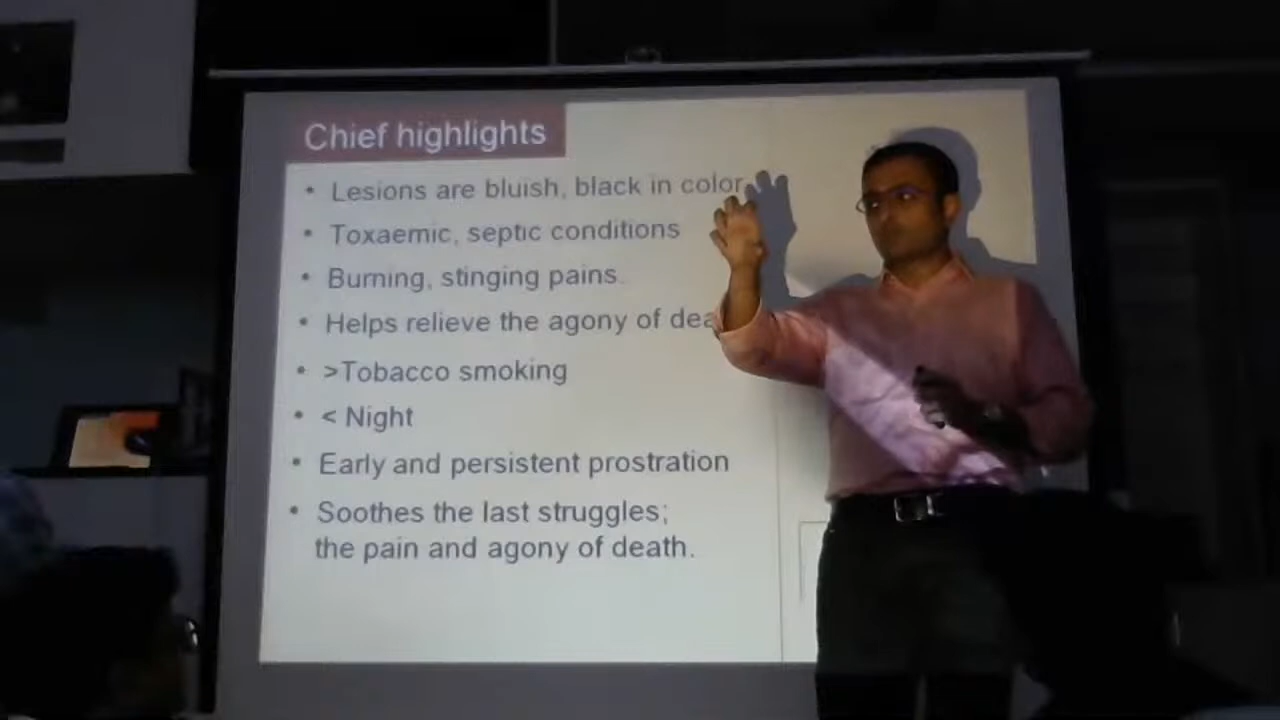 Chief highlights
• Lesions are bluish, black in color
• Toxaemic, septic conditions
• Burning, stinging pains.
• Helps relieve the agony of
• >Tobacco smoking
• < Night
• Early and persistent prostration
• Soothes the last struggles;
the pain and agony of death.